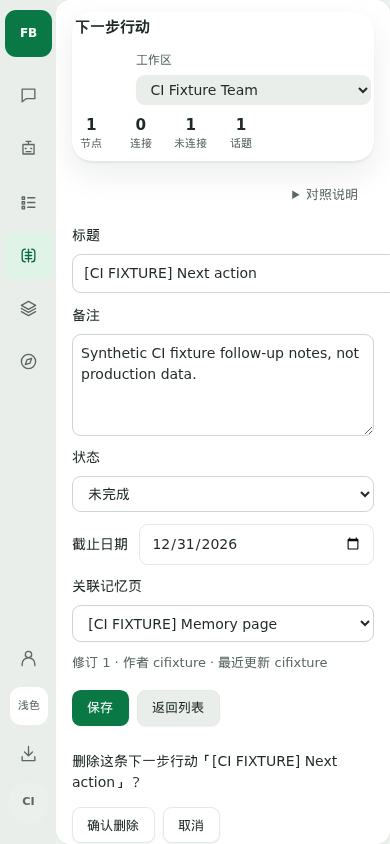 FB
下一步行动
工作区
CI Fixture Team
1 0 1 1
节点 连接 未连接 话题
▶ 对照说明
标题
[CI FIXTURE] Next action
备注
Synthetic CI fixture follow-up notes, not
production data.
状态
未完成
截止日期 12/31/2026
关联记忆页
[CI FIXTURE] Memory page
修订 1 · 作者 cifixture · 最近更新 cifixture
浅色
保存 返回列表
删除这条下一步行动「[CI FIXTURE] Next
action」？
CI
确认删除 取消